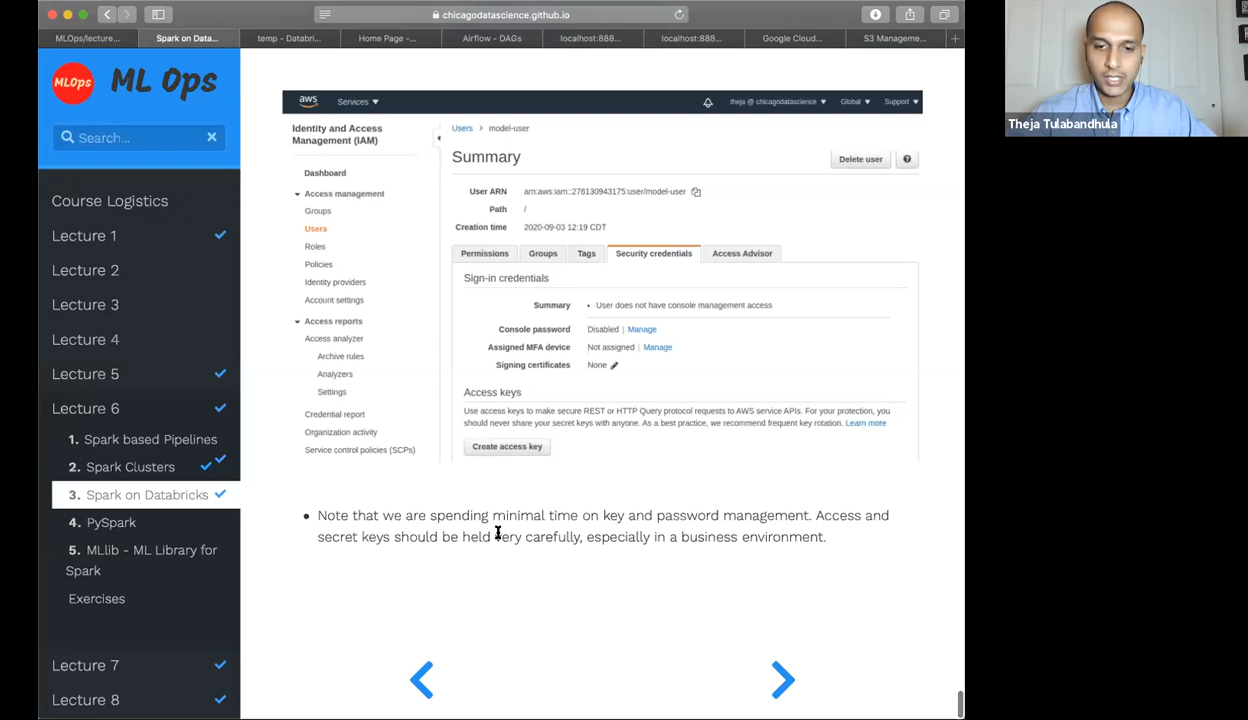 chicagodatascience.github.io
MLOps/lecture...
Spark on Data...
temp - Databri...
Home Page -...
Airflow - DAGs
localhost:888...
localhost:888...
Google Cloud...
S3 Manageme...
MLOps
ML Ops
Search...
Course Logistics
Lecture 1
Lecture 2
Lecture 3
Lecture 4
Lecture 5
Lecture 6
1. Spark based Pipelines
2. Spark Clusters
3. Spark on Databricks
4. PySpark
5. MLlib - ML Library for
Spark
Exercises
Lecture 7
Lecture 8
aws
Services
theja @ chicagodatascience
Global
Support
Identity and Access
Management (IAM)
Dashboard
Access management
Groups
Users
Roles
Policies
Identity providers
Account settings
Access reports
Access analyzer
Archive rules
Analyzers
Settings
Credential report
Organization activity
Service control policies (SCPs)
Users > model-user
Summary
Delete user
User ARN arn:aws:iam::276130943175:user/model-user
Path /
Creation time 2020-09-03 12:19 CDT
Permissions Groups Tags Security credentials Access Advisor
Sign-in credentials
Summary • User does not have console management access
Console password Disabled | Manage
Assigned MFA device Not assigned | Manage
Signing certificates None
Access keys
Use access keys to make secure REST or HTTP Query protocol requests to AWS service APIs. For your protection, you
should never share your secret keys with anyone. As a best practice, we recommend frequent key rotation. Learn more
Create access key
• Note that we are spending minimal time on key and password management. Access and
secret keys should be held very carefully, especially in a business environment.
Theja Tulabandhula